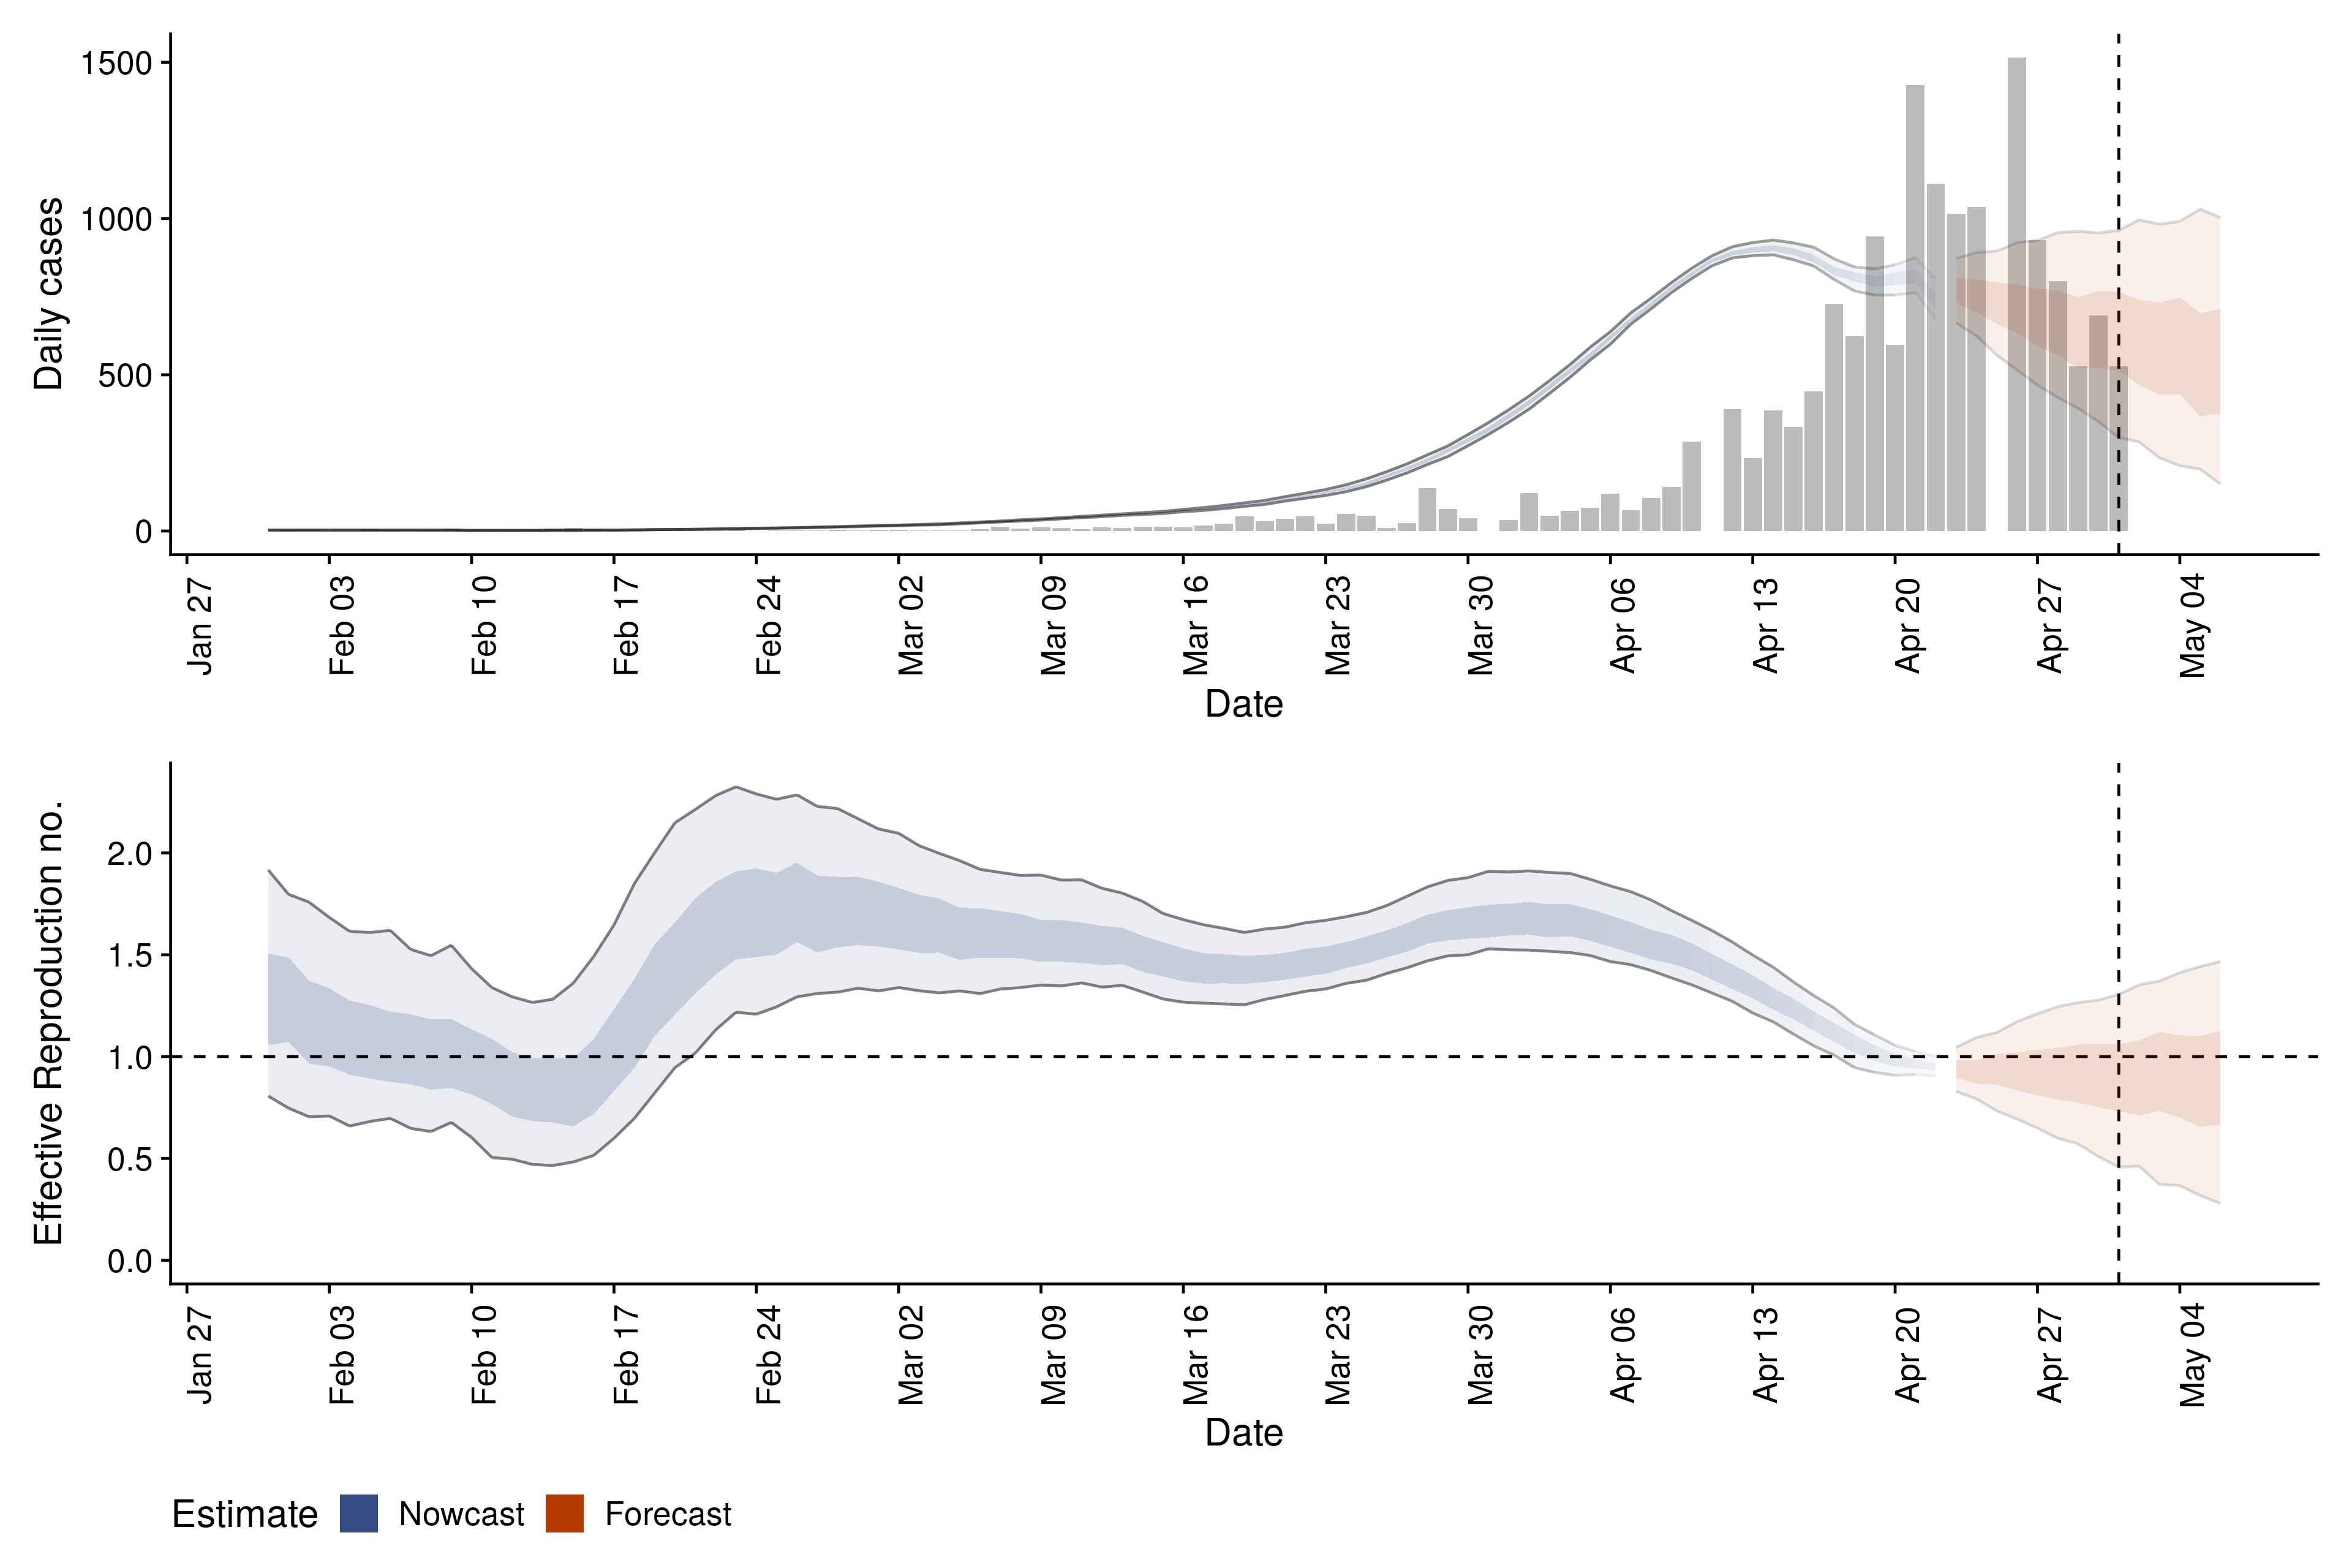 1500
1000
500
0
Daily cases
Jan 27
Feb 03
Feb 10
Feb 17
Feb 24
Mar 02
Mar 09
Mar 16
Mar 23
Mar 30
Apr 06
Apr 13
Apr 20
Apr 27
May 04
Date
2.0
1.5
1.0
0.5
0.0
Effective Reproduction no.
Jan 27
Feb 03
Feb 10
Feb 17
Feb 24
Mar 02
Mar 09
Mar 16
Mar 23
Mar 30
Apr 06
Apr 13
Apr 20
Apr 27
May 04
Date
Estimate Nowcast Forecast